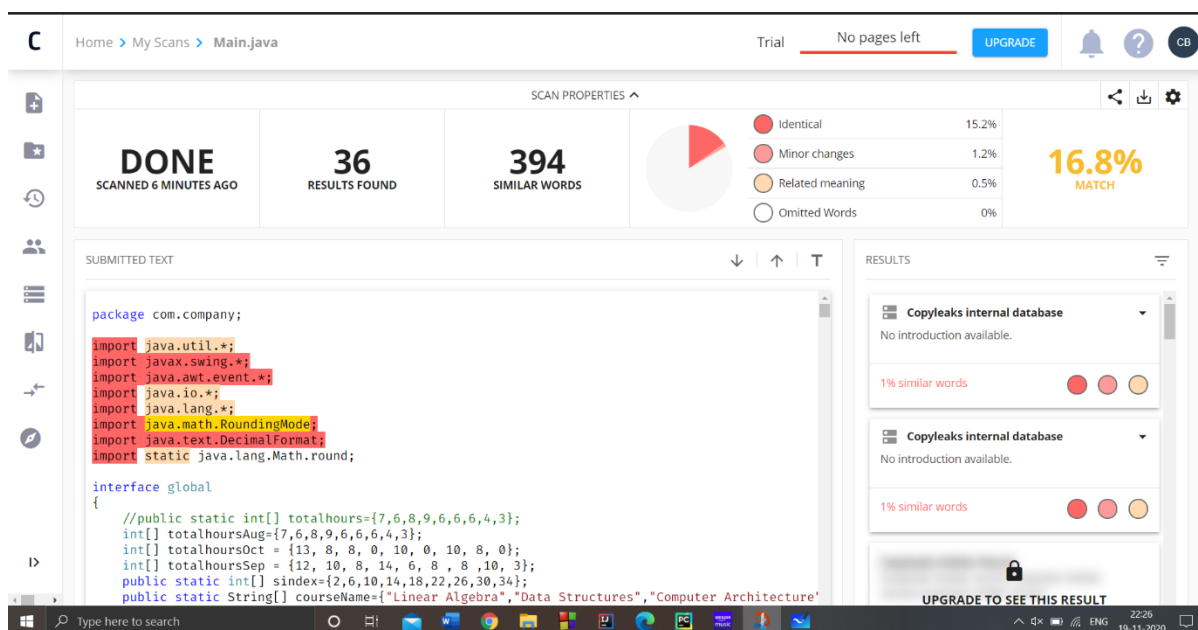 C Home > My Scans > Main.java Trial No pages left UPGRADE ? CB
SCAN PROPERTIES
DONE
SCANNED 6 MINUTES AGO
36
RESULTS FOUND
394
SIMILAR WORDS
Identical 15.2%
Minor changes 1.2%
Related meaning 0.5%
Omitted Words 0%
16.8%
MATCH
SUBMITTED TEXT T
package com.company;
import java.util.*;
import javax.swing.*;
import java.awt.event.*;
import java.io.*;
import java.lang.*;
import java.math.RoundingMode;
import java.text.DecimalFormat;
import static java.lang.Math.round;
interface global
{
//public static int[] totalhours={7,6,8,9,6,6,6,4,3};
int[] totalhoursAug={7,6,8,9,6,6,6,4,3};
int[] totalhoursOct = {13, 8, 8, 0, 10, 0, 10, 8, 0};
int[] totalhoursSep = {12, 10, 8, 14, 6, 8 , 8 ,10, 3};
public static int[] sindex={2,6,10,14,18,22,26,30,34};
public static String[] courseName={"Linear Algebra","Data Structures","Computer Architecture"
RESULTS
Copyleaks internal database
No introduction available.
1% similar words
Copyleaks internal database
No introduction available.
1% similar words
UPGRADE TO SEE THIS RESULT
Type here to search
ENG
22:26
19-11-2020